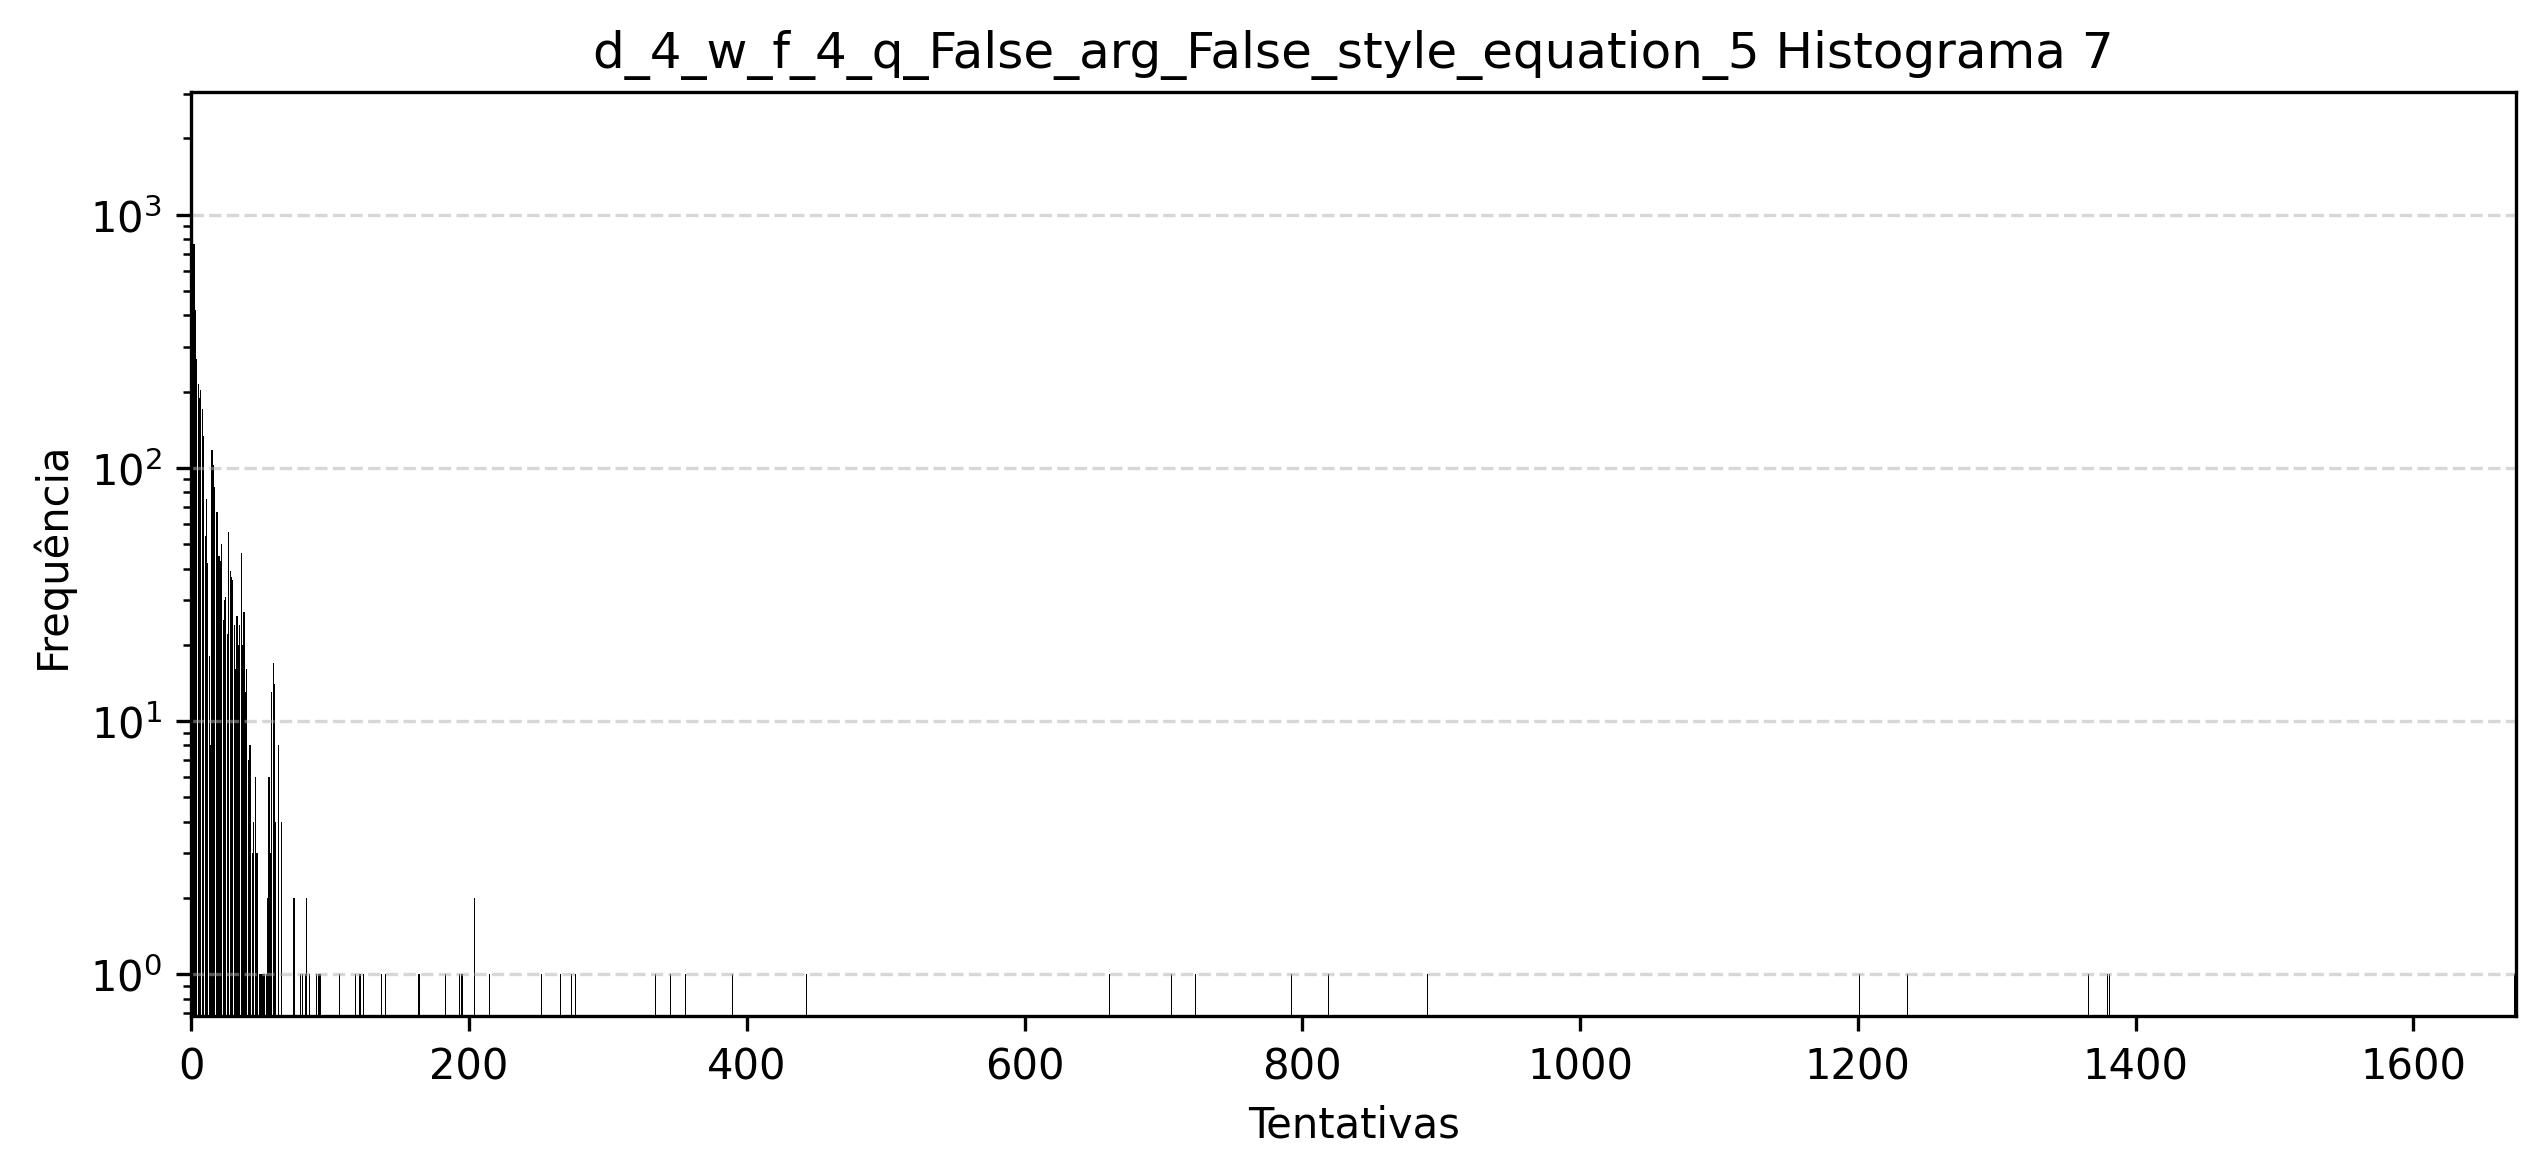 d_4_w_f_4_q_False_arg_False_style_equation_5 Histograma 7
Frequência
10³
10²
10¹
10⁰
0 200 400 600 800 1000 1200 1400 1600
Tentativas